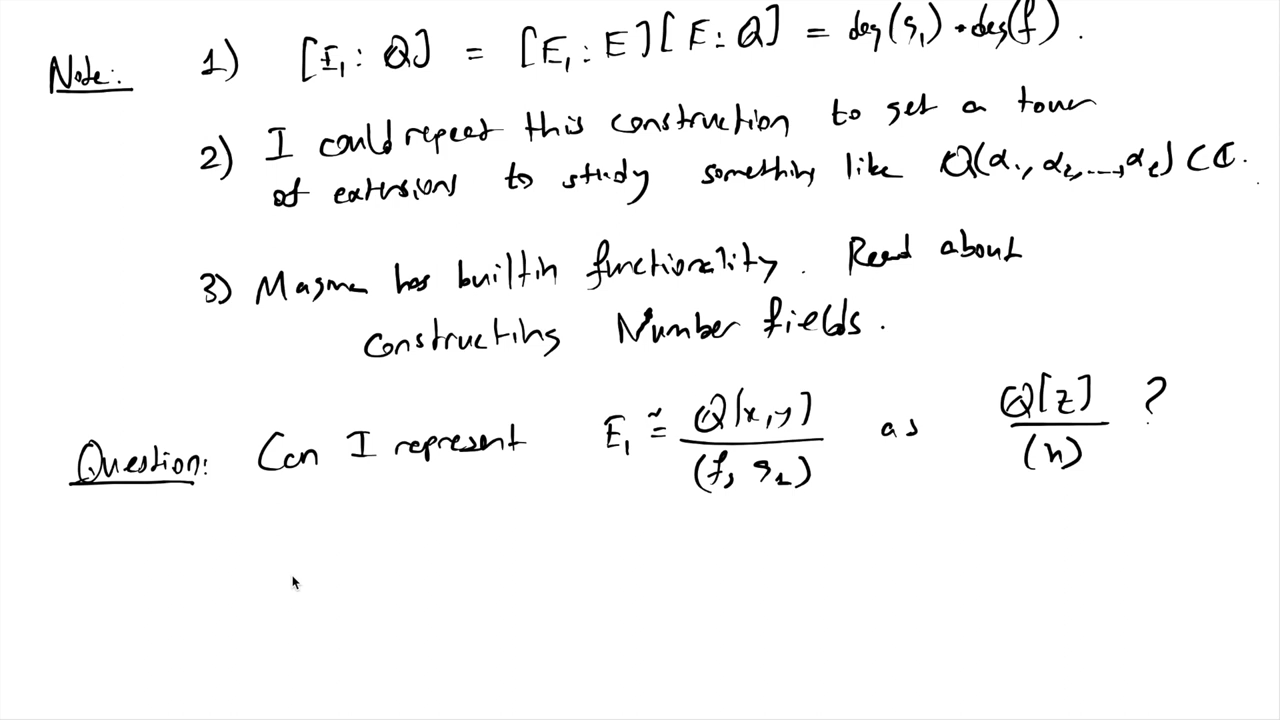 Note: 1) [E₁ : Q] = [E₁ : E][E : Q] = deg(g₁) · deg(f) .
2) I could repeat this construction to get a tower
of extensions to study something like Q(α₁, α₂, ..., αₜ) ⊂ ℂ.
3) Magma has builtin functionality. Read about
constructing Number fields.
Question: Can I represent E₁ ≅ Q[x,y] / (f, g₁) as Q[z] / (h) ?